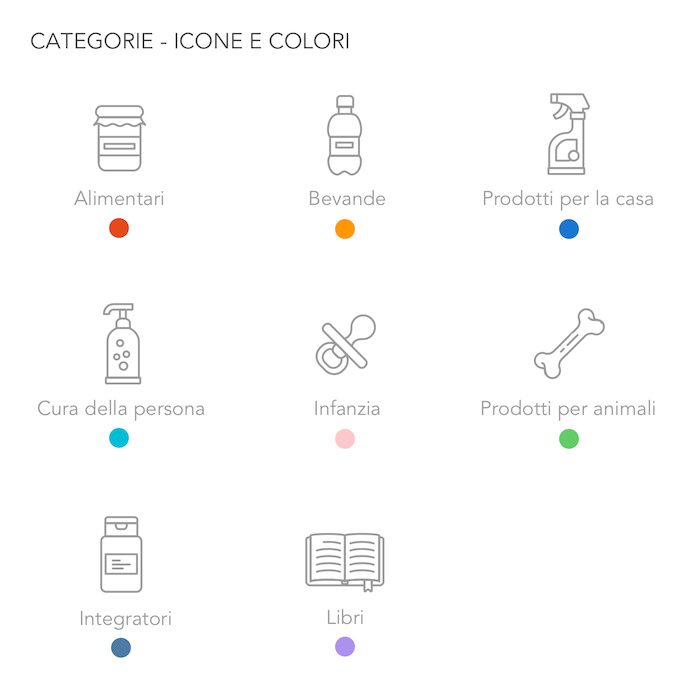 CATEGORIE - ICONE E COLORI
Alimentari
Bevande
Prodotti per la casa
Cura della persona
Infanzia
Prodotti per animali
Integratori
Libri